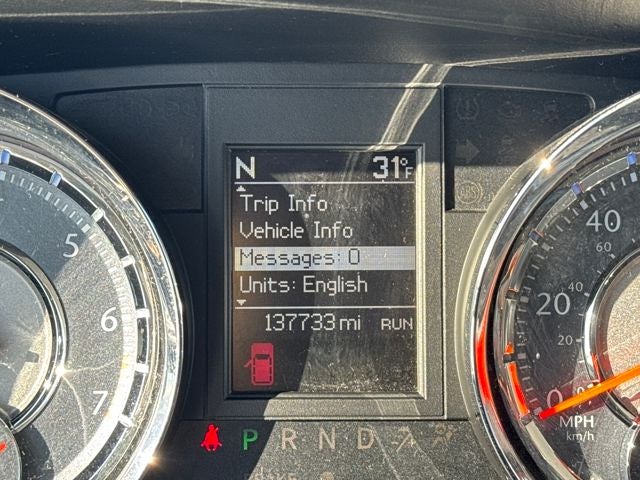 N 31°F
Trip Info
Vehicle Info
Messages: 0
Units: English
137733 mi RUN
P R N D
5
6
7
40
60
20
40
20
0
MPH
km/h
ABS